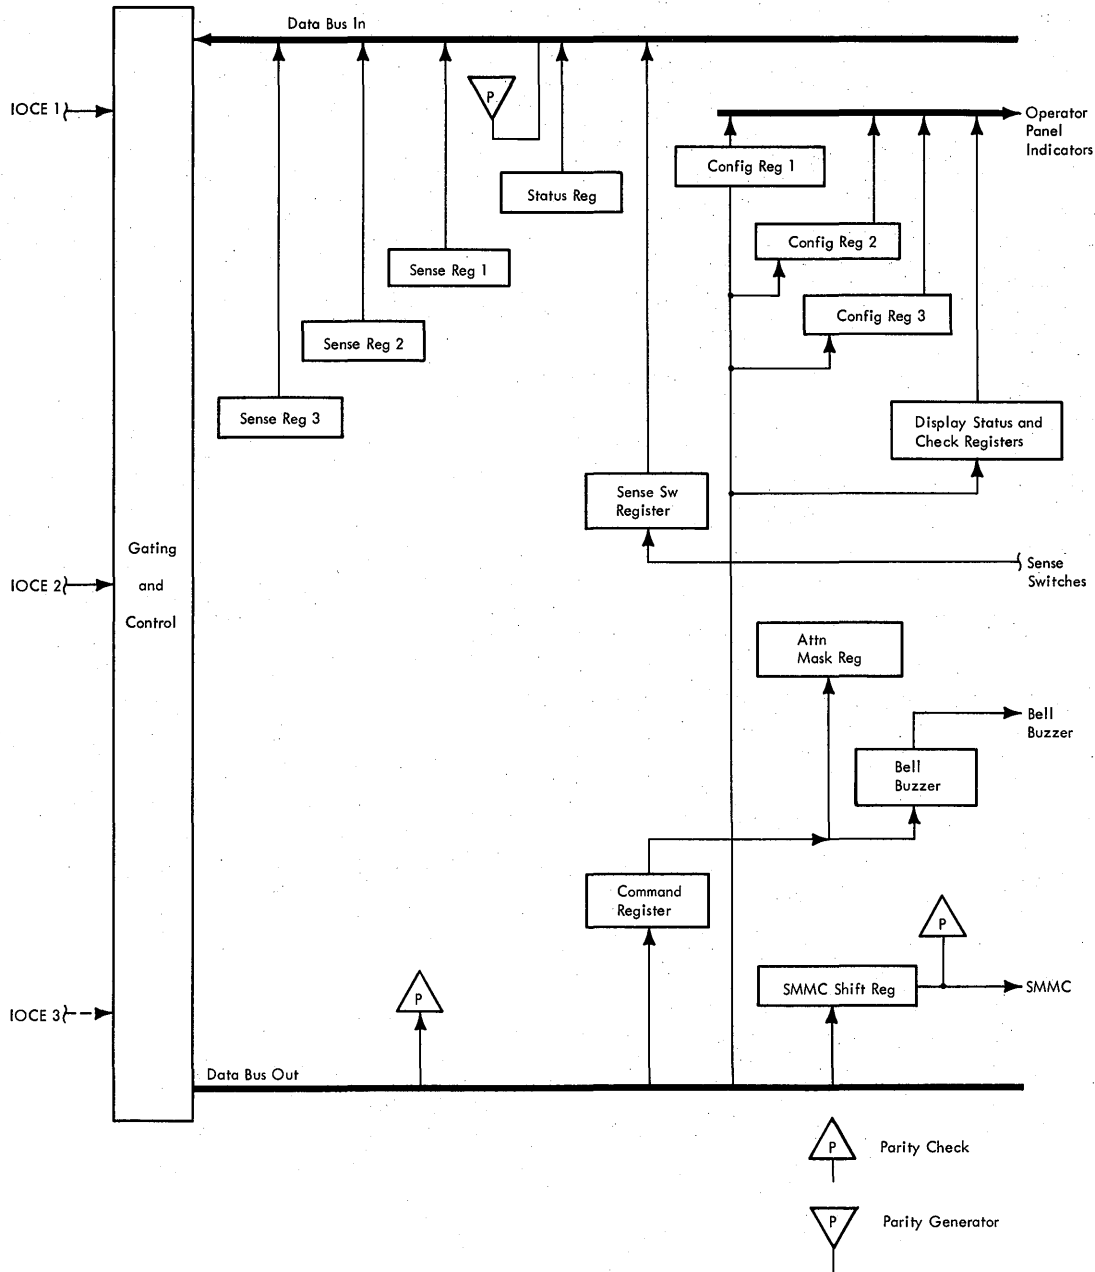 Data Bus In
IOCE 1
P
Operator
Panel
Indicators
Config Reg 1
Status Reg
Config Reg 2
Sense Reg 1
Config Reg 3
Sense Reg 2
Sense Reg 3
Display Status and
Check Registers
Sense Sw
Register
Gating
and
Control
IOCE 2
Sense
Switches
Attn
Mask Reg
Bell
Buzzer
Bell
Buzzer
Command
Register
P
SMMC Shift Reg
SMMC
P
IOCE 3
Data Bus Out
P
Parity Check
P
Parity Generator